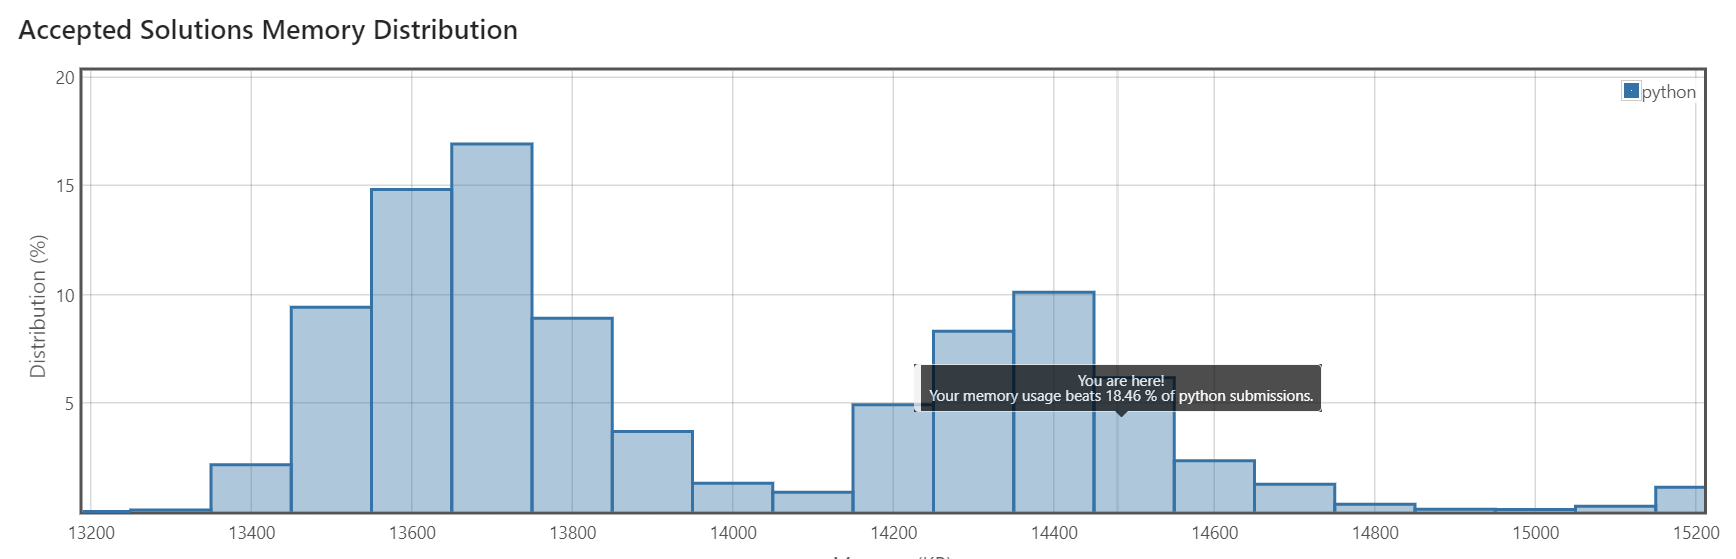 Accepted Solutions Memory Distribution
20
python
15
Distribution (%)
10
You are here!
Your memory usage beats 18.46 % of python submissions.
5
13200 13400 13600 13800 14000 14200 14400 14600 14800 15000 15200